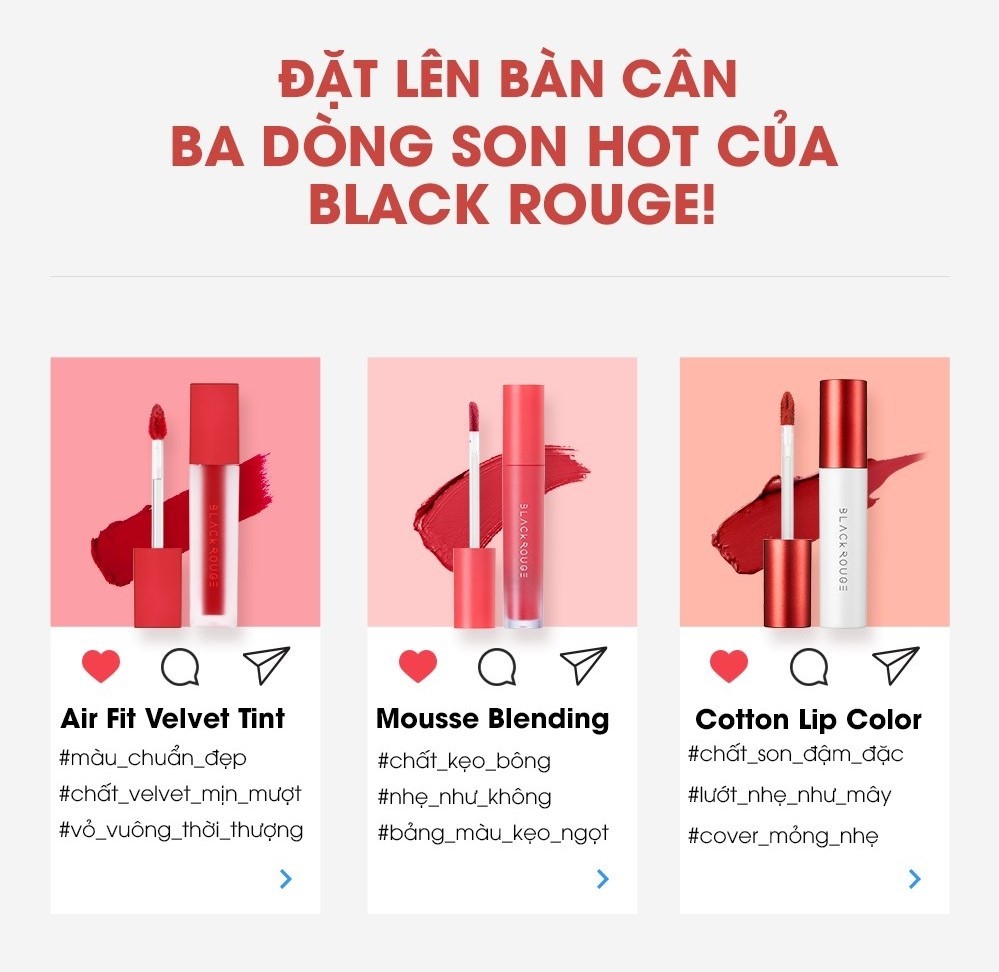 ĐẶT LÊN BÀN CÂN
BA DÒNG SON HOT CỦA
BLACK ROUGE!
BLACK ROUGE
BLACK ROUGE
BLACK ROUGE
Air Fit Velvet Tint
#màu_chuẩn_đẹp
#chất_velvet_mịn_mượt
#vỏ_vuông_thời_thượng
Mousse Blending
#chất_kẹo_bông
#nhẹ_như_không
#bảng_màu_kẹo_ngọt
Cotton Lip Color
#chất_son_đậm_đặc
#lướt_nhẹ_như_mây
#cover_mỏng_nhẹ